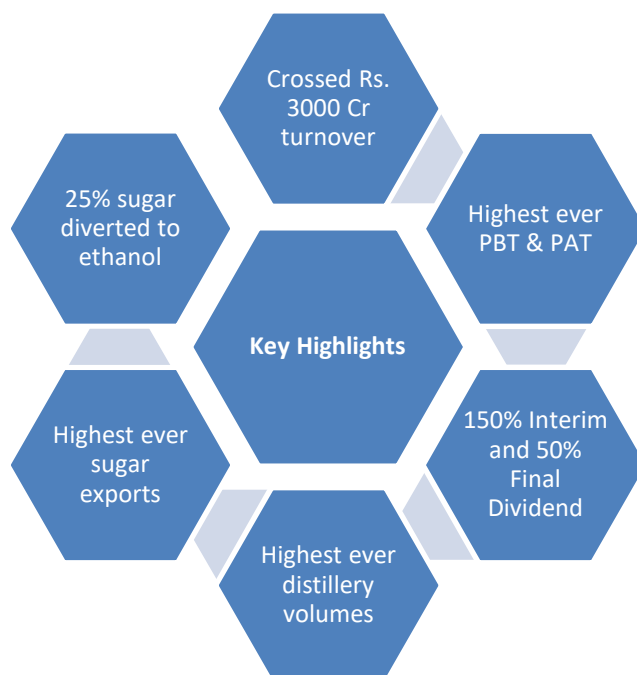 Crossed Rs.
3000 Cr
turnover
Highest ever
PBT & PAT
150% Interim
and 50%
Final
Dividend
Highest ever
distillery
volumes
Highest ever
sugar
exports
25% sugar
diverted to
ethanol
Key Highlights